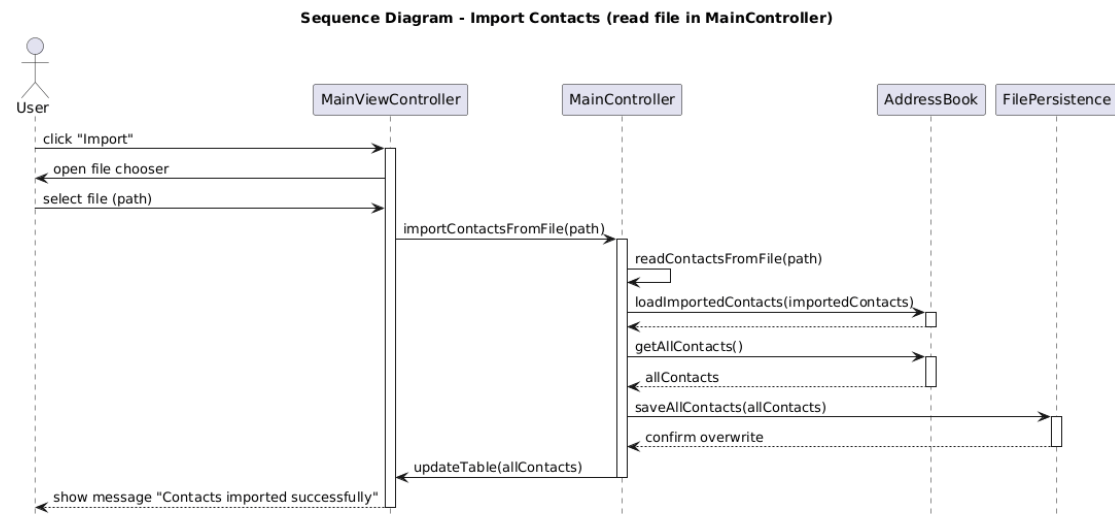 Sequence Diagram - Import Contacts (read file in MainController)
User
MainViewController
MainController
AddressBook
FilePersistence
click "Import"
open file chooser
select file (path)
importContactsFromFile(path)
readContactsFromFile(path)
loadImportedContacts(importedContacts)
getAllContacts()
allContacts
saveAllContacts(allContacts)
confirm overwrite
updateTable(allContacts)
show message "Contacts imported successfully"